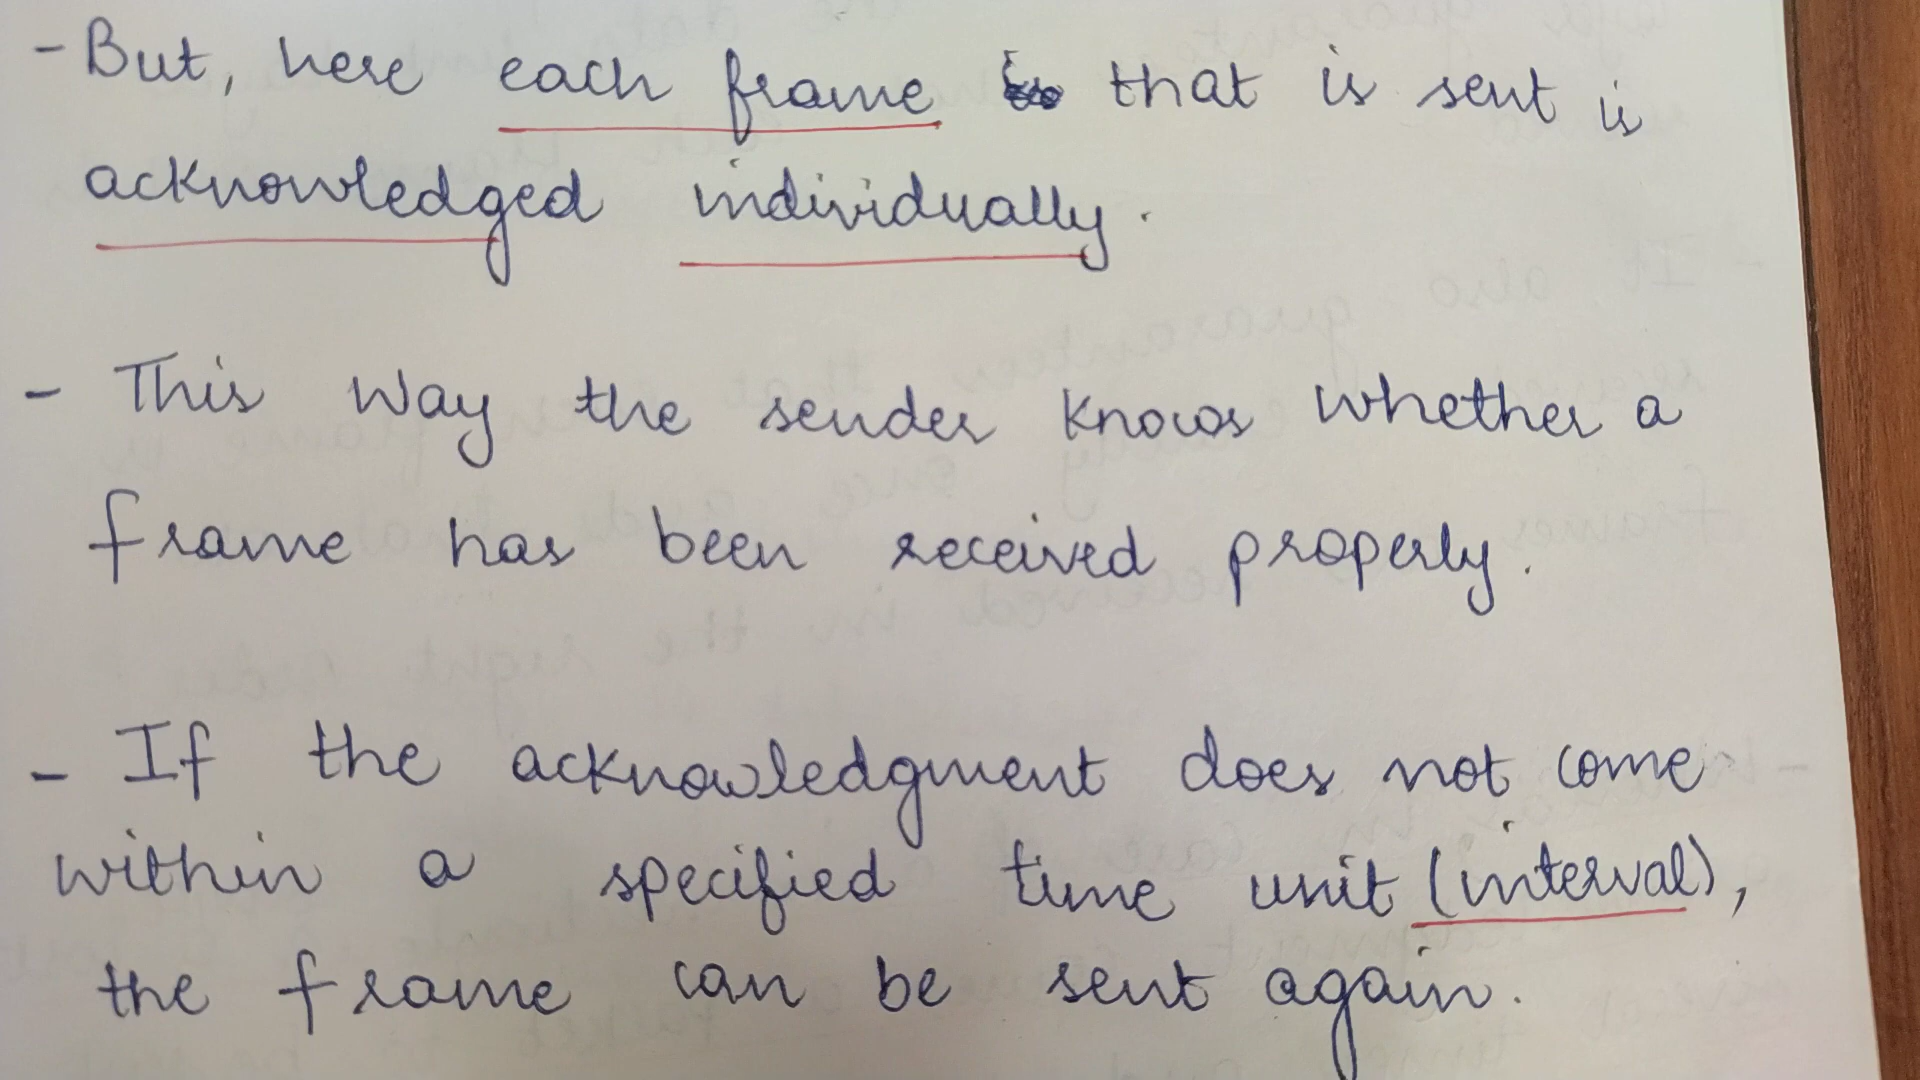 - But, here each frame that is sent is
acknowledged individually.
- This way the sender knows whether a
frame has been received properly.
- If the acknowledgment does not come
within a specified time unit (interval),
the frame can be sent again.